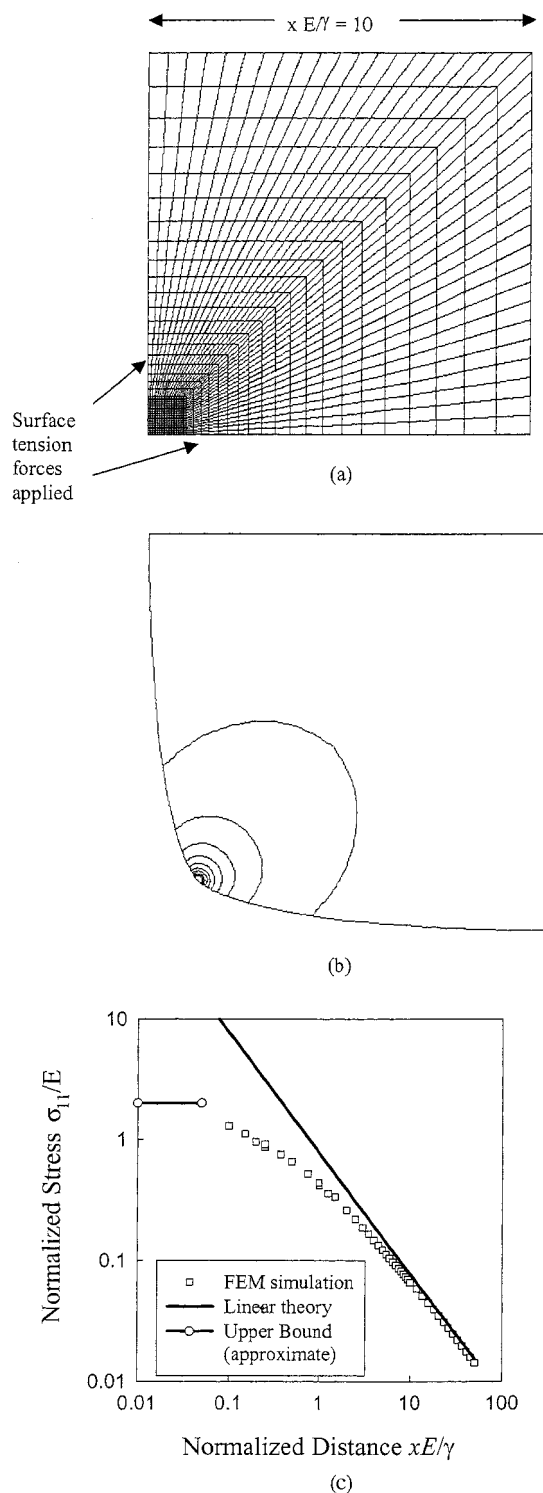 x E/γ = 10
Surface
tension
forces
applied
(a)
(b)
Normalized Stress σ₁₁/E
10
1
0.1
0.01
FEM simulation
Linear theory
Upper Bound
(approximate)
0.01 0.1 1 10 100
Normalized Distance xE/γ
(c)